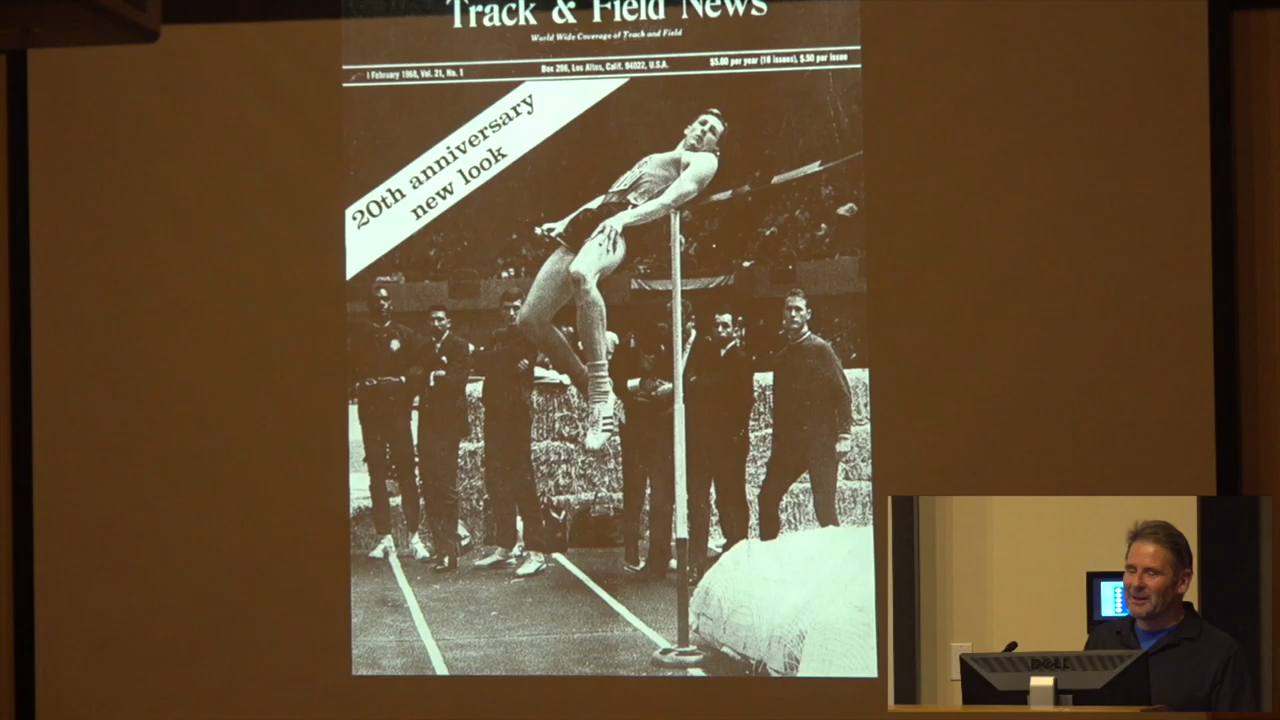 Track & Field News
World Wide Coverage of Track and Field
I February 1968, Vol. 21, No. 1
Box 296, Los Altos, Calif. 94022, U.S.A.
$5.00 per year (18 issues), $.50 per issue
20th anniversary
new look
DELL